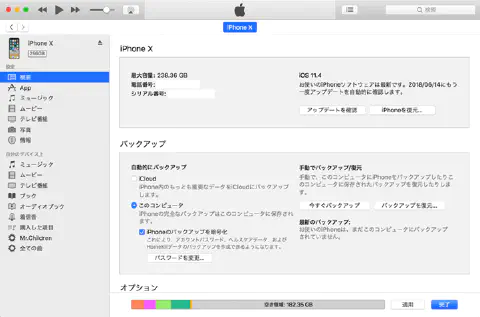 検索
iPhone X
iPhone X
256GB
設定
概要
App
ミュージック
ムービー
テレビ番組
写真
情報
自分のデバイス上
ミュージック
ムービー
テレビ番組
ブック
オーディオブック
着信音
購入した項目
Mr.Children
全ての曲
iPhone X
最大容量: 238.36 GB
電話番号:
シリアル番号:
iOS 11.4
お使いのiPhoneソフトウェアは最新です。2018/06/14にもう
一度アップデートを自動的に確認します。
アップデートを確認
iPhoneを復元...
バックアップ
自動的にバックアップ
iCloud
iPhone内のもっとも重要なデータをiCloudにバックアップ
します。
このコンピュータ
iPhoneの完全なバックアップはこのコンピュータに保存されま
す。
iPhoneのバックアップを暗号化
これにより、アカウントパスワード、ヘルスケアデータ、および
HomeKitデータのバックアップを作成できるようになります。
パスワードを変更...
手動でバックアップ/復元
手動で、このコンピュータにiPhoneをバックアップしたりこ
のコンピュータに保存されたバックアップを復元したりしま
す。
今すぐバックアップ
バックアップを復元...
最新のバックアップ:
お使いのiPhoneは、まだこのコンピュータにバックアップ
されていません。
オプション
空き領域: 182.35 GB
適用
完了